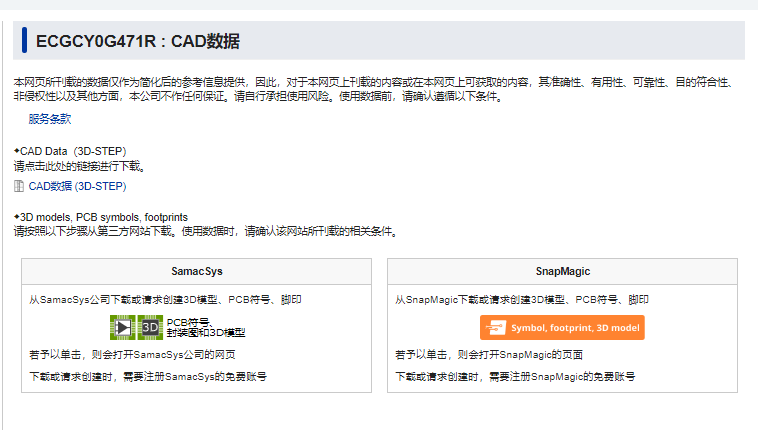 ECGCY0G471R : CAD数据
本网页所刊载的数据仅作为简化后的参考信息提供，因此，对于本网页上刊载的内容或在本网页上可获取的内容，其准确性、有用性、可靠性、目的符合性、
非侵权性以及其他方面，本公司不作任何保证。请自行承担使用风险。使用数据前，请确认遵循以下条件。
服务条款
✦CAD Data（3D-STEP）
请点击此处的链接进行下载。
CAD数据 (3D-STEP)
✦3D models, PCB symbols, footprints
请按照以下步骤从第三方网站下载。使用数据时，请确认该网站所刊载的相关条件。
SamacSys
从SamacSys公司下载或请求创建3D模型、PCB符号、脚印
3D
PCB符号、
封装图和3D模型
若予以单击，则会打开SamacSys公司的网页
下载或请求创建时，需要注册SamacSys的免费账号
SnapMagic
从SnapMagic下载或请求创建3D模型、PCB符号、脚印
Symbol, footprint, 3D model
若予以单击，则会打开SnapMagic的页面
下载或请求创建时，需要注册SnapMagic的免费账号